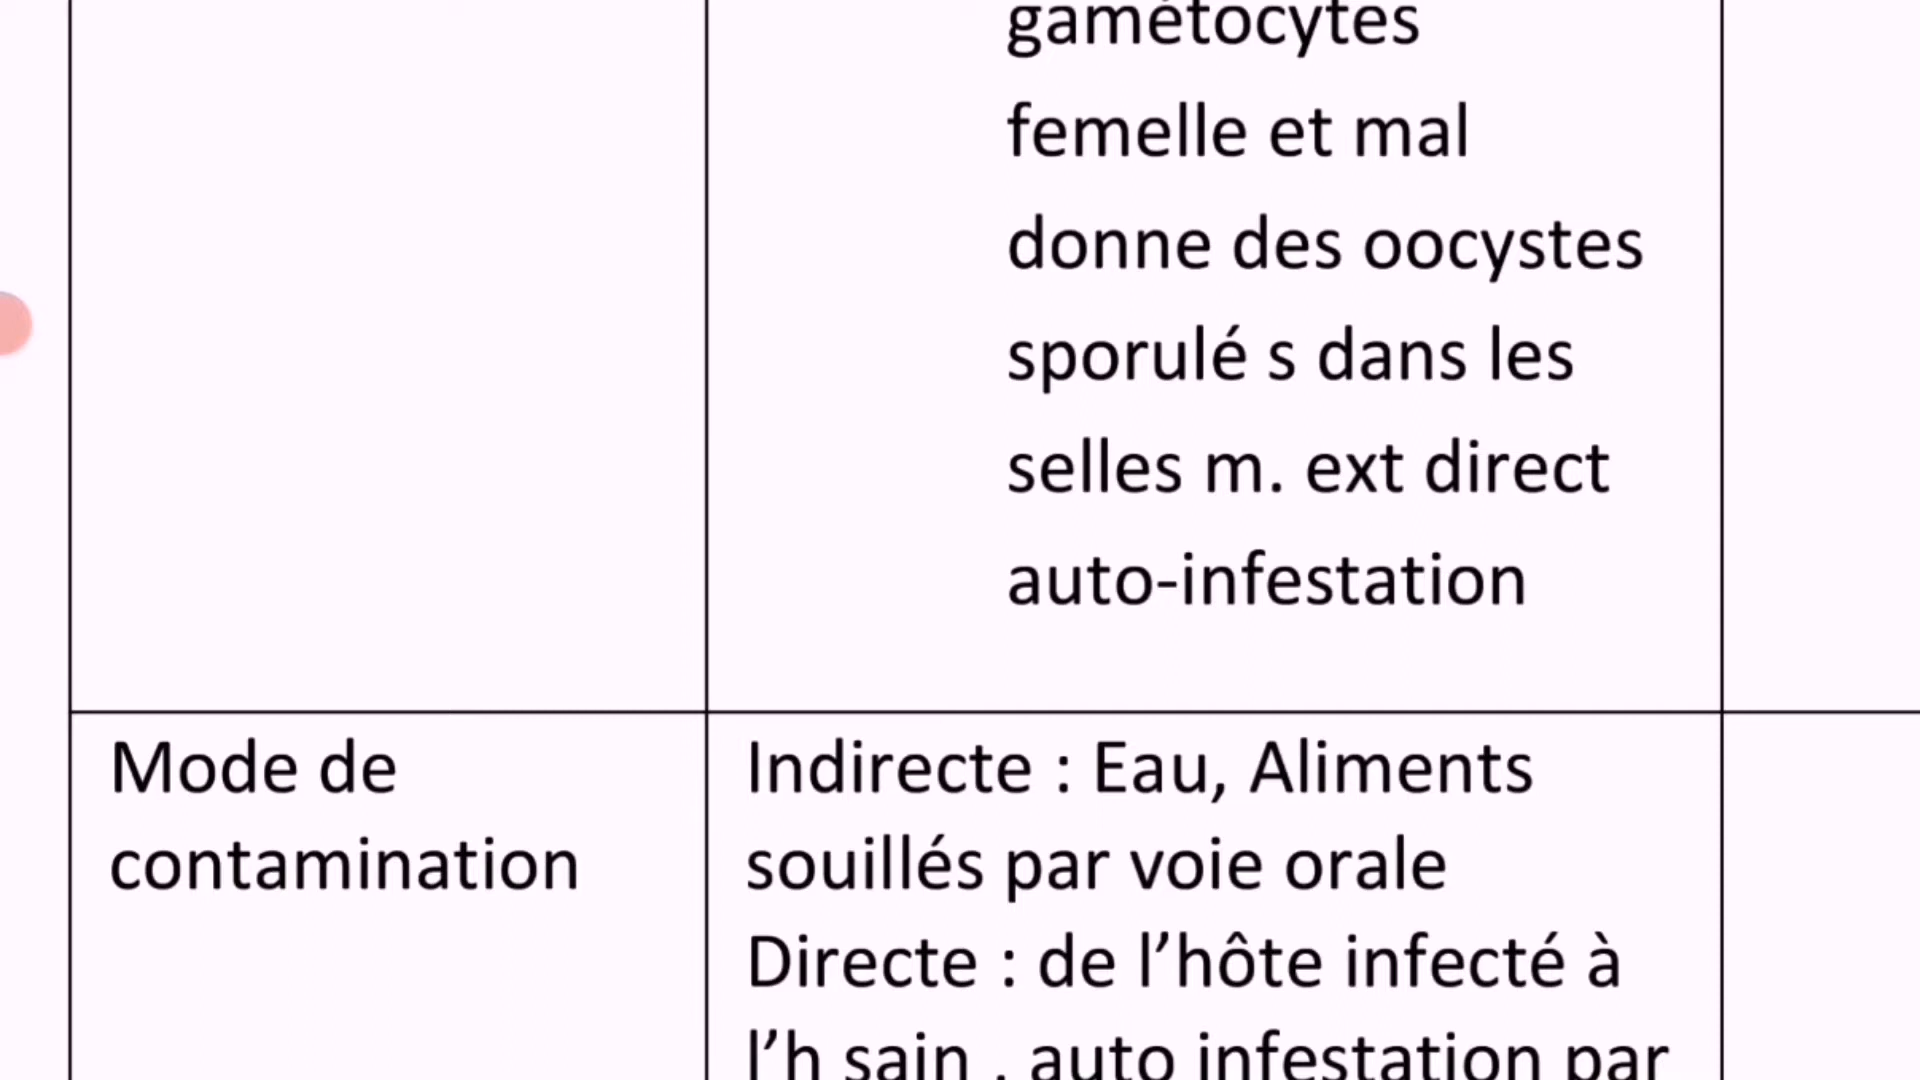 gamétocytes
femelle et mal
donne des oocystes
sporulé s dans les
selles m. ext direct
auto-infestation
Mode de
contamination
Indirecte : Eau, Aliments
souillés par voie orale
Directe : de l’hôte infecté à
l’h sain , auto infestation par